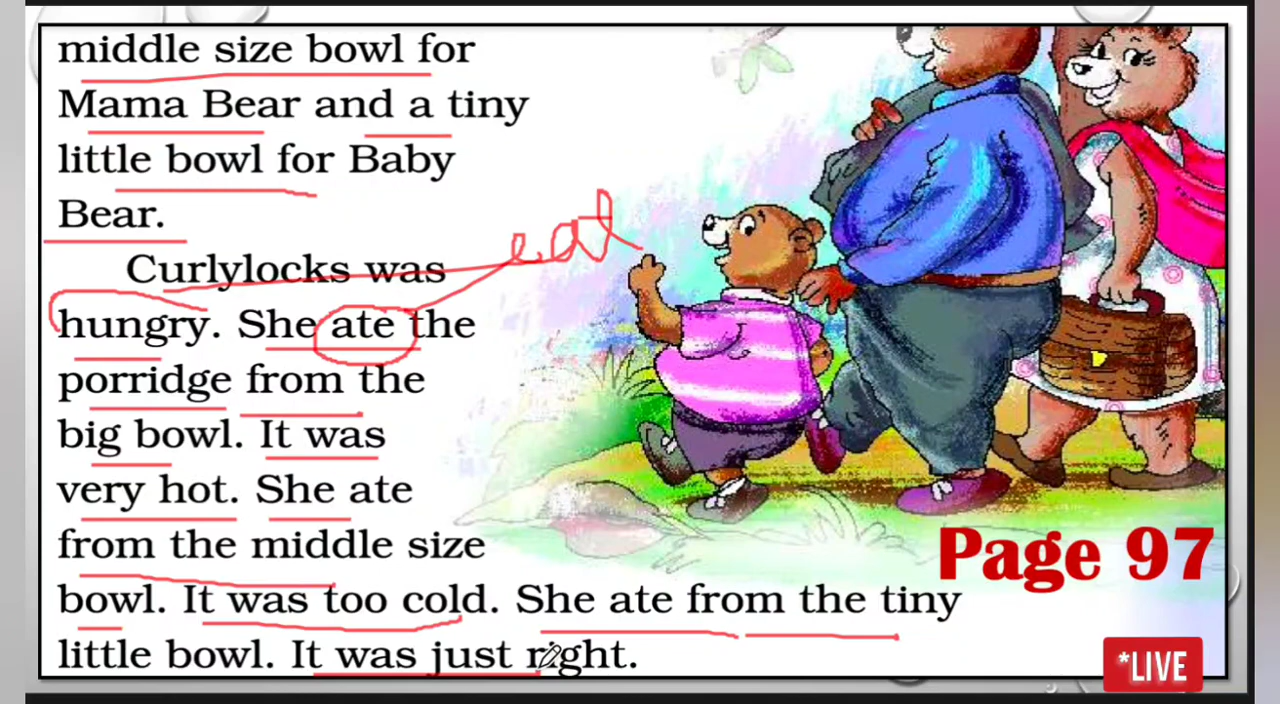 middle size bowl for
Mama Bear and a tiny
little bowl for Baby
Bear.
eat
Curlylocks was
hungry. She ate the
porridge from the
big bowl. It was
very hot. She ate
from the middle size
bowl. It was too cold. She ate from the tiny
little bowl. It was just right.
Page 97
*LIVE